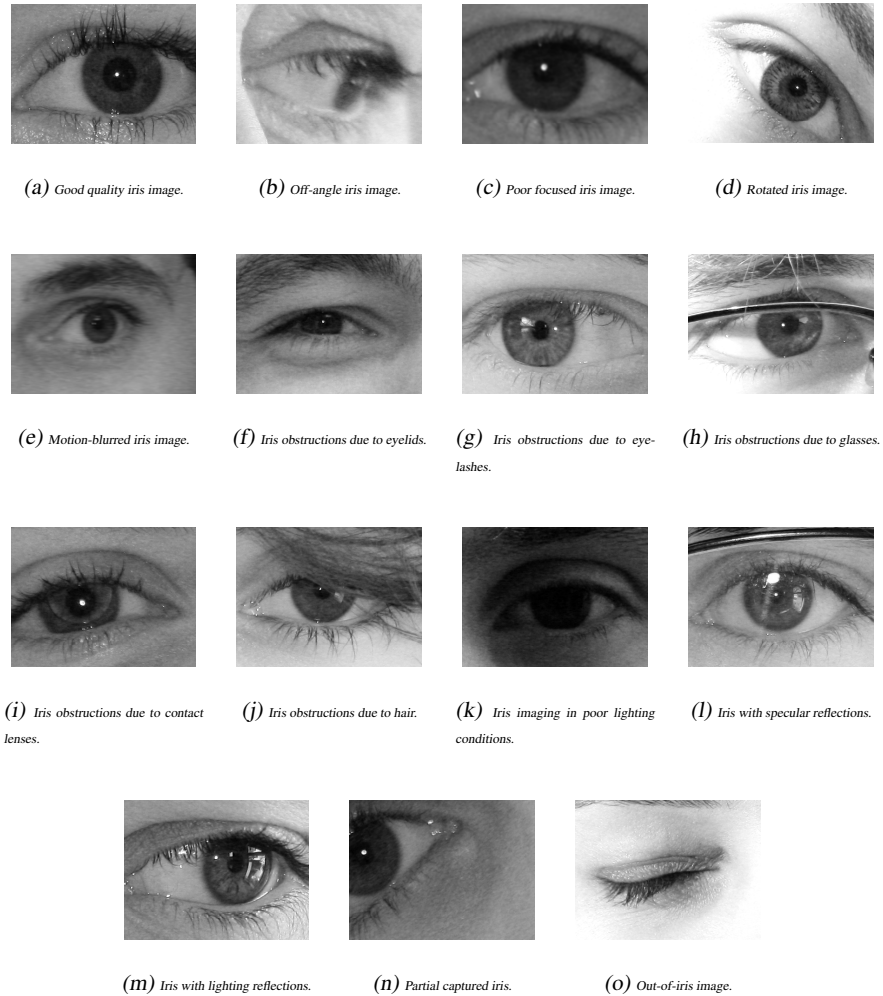 (a) Good quality iris image.
(b) Off-angle iris image.
(c) Poor focused iris image.
(d) Rotated iris image.
(e) Motion-blurred iris image.
(f) Iris obstructions due to eyelids.
(g) Iris obstructions due to eye-
lashes.
(h) Iris obstructions due to glasses.
(i) Iris obstructions due to contact
lenses.
(j) Iris obstructions due to hair.
(k) Iris imaging in poor lighting
conditions.
(l) Iris with specular reflections.
(m) Iris with lighting reflections.
(n) Partial captured iris.
(o) Out-of-iris image.